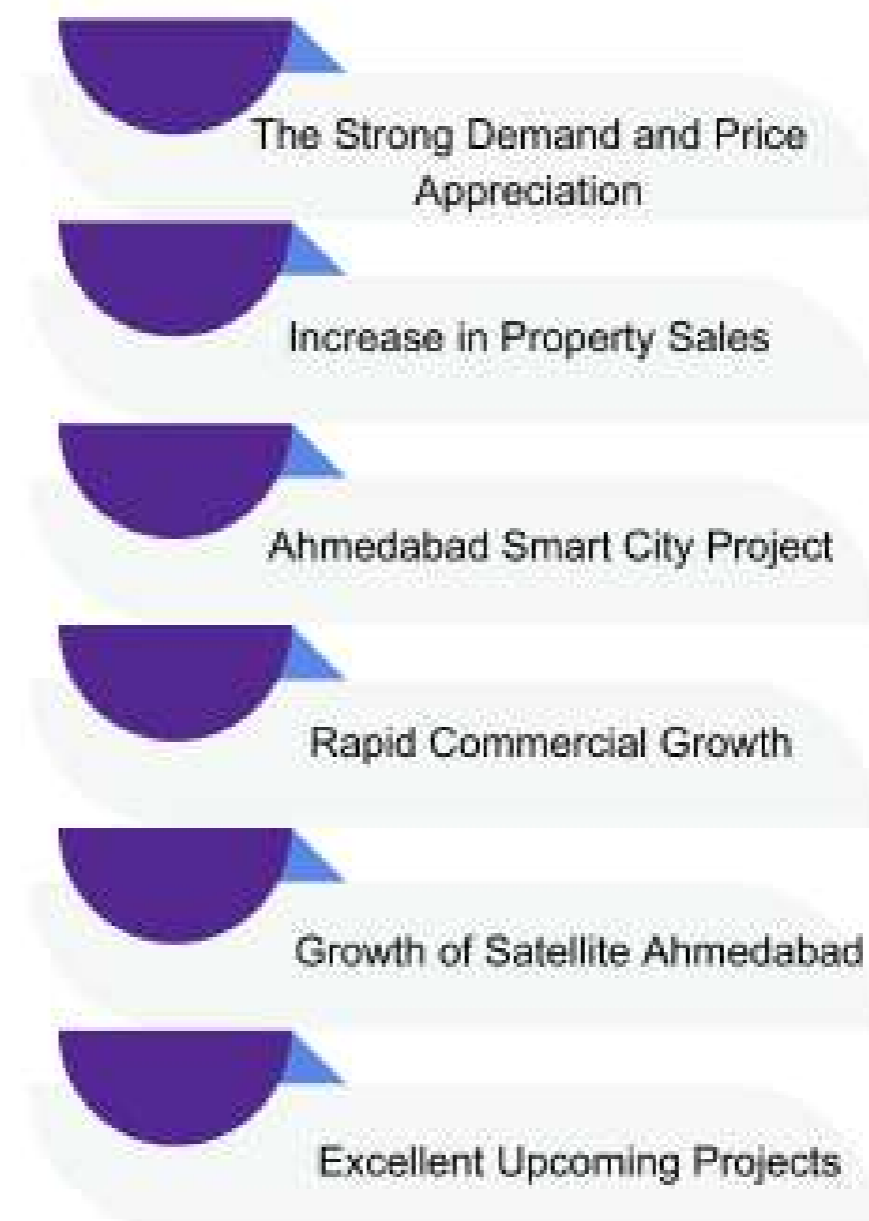 The Strong Demand and Price
Appreciation
Increase in Property Sales
Ahmedabad Smart City Project
Rapid Commercial Growth
Growth of Satellite Ahmedabad
Excellent Upcoming Projects